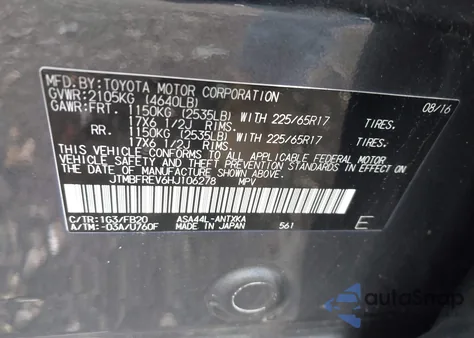 MFD.BY:TOYOTA MOTOR CORPORATION 08/16
GVWR:2105KG (4640LB)
GAWR:FRT. 1150KG (2535LB) WITH 225/65R17 TIRES.
17X6 1/2J RIMS.
RR. 1150KG (2535LB) WITH 225/65R17 TIRES.
17X6 1/2J RIMS.
THIS VEHICLE CONFORMS TO ALL APPLICABLE FEDERAL MOTOR
VEHICLE SAFETY AND THEFT PREVENTION STANDARDS IN EFFECT
ON THE DATE OF MANUFACTURE SHOWN ABOVE.
JTMBFREV6HJ106278 MPV
C/TR:1G3/FB20 ASA44L-ANTXKA
A/TM:-03A/U760F MADE IN JAPAN 561 E
autosnap